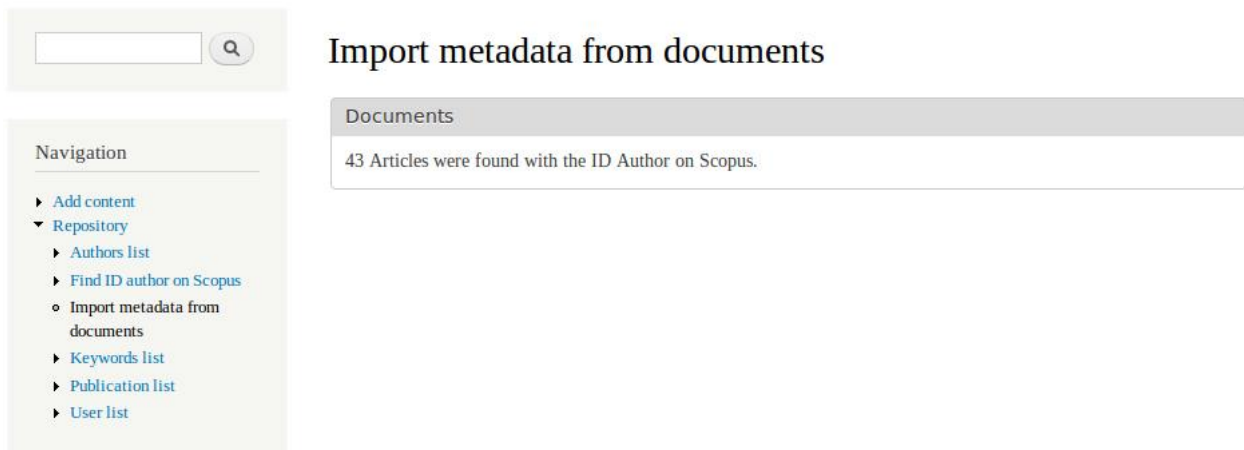 Import metadata from documents
Documents
43 Articles were found with the ID Author on Scopus.
Navigation
Add content
Repository
Authors list
Find ID author on Scopus
Import metadata from
documents
Keywords list
Publication list
User list